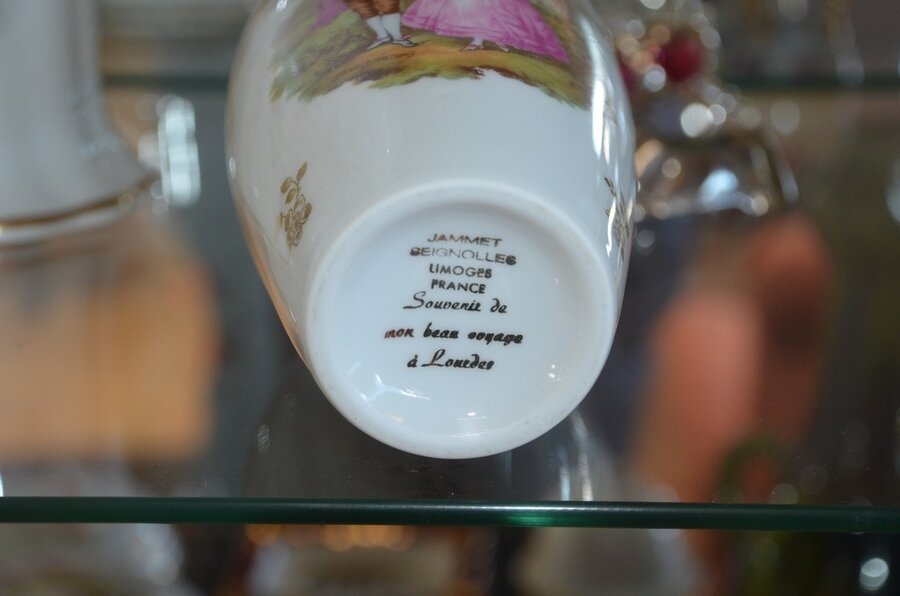 JAMMET
SEIGNOLLES
LIMOGES
FRANCE
Souvenir de
mon beau voyage
à Lourdes